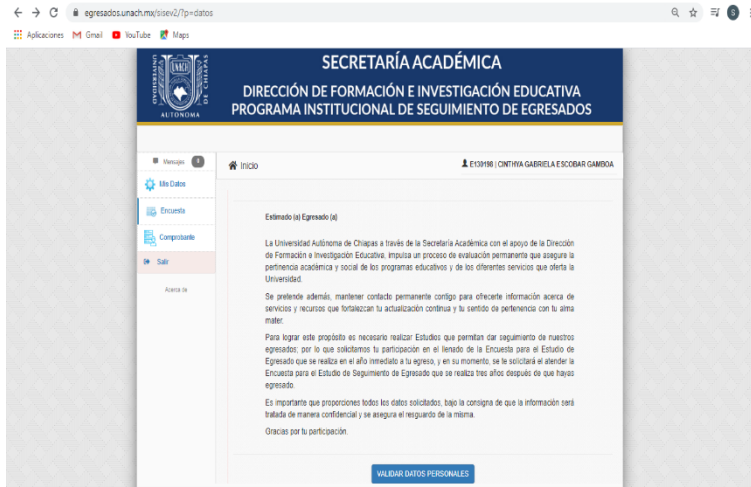 egresados.unach.mx/sisev2/?p=datos
S
Aplicaciones Gmail YouTube Maps
UNIVERSIDAD
UNACH
DE CHIAPAS
AUTONOMA
SECRETARÍA ACADÉMICA
DIRECCIÓN DE FORMACIÓN E INVESTIGACIÓN EDUCATIVA
PROGRAMA INSTITUCIONAL DE SEGUIMIENTO DE EGRESADOS
Mensajes
Inicio
E130198 | CINTHYA GABRIELA ESCOBAR GAMBOA
Mis Datos
Encuesta
Comprobante
Salir
Acerca de
Estimado (a) Egresado (a)
La Universidad Autónoma de Chiapas a través de la Secretaría Académica con el apoyo de la Dirección
de Formación e Investigación Educativa, impulsa un proceso de evaluación permanente que asegure la
pertinencia académica y social de los programas educativos y de los diferentes servicios que oferta la
Universidad.
Se pretende además, mantener contacto permanente contigo para ofrecerte información acerca de
servicios y recursos que fortalezcan tu actualización continua y tu sentido de pertenencia con tu alma
mater.
Para lograr este propósito es necesario realizar Estudios que permitan dar seguimiento de nuestros
egresados; por lo que solicitamos tu participación en el llenado de la Encuesta para el Estudio de
Egresado que se realiza en el año inmediato a tu egreso, y en su momento, se te solicitará el atender la
Encuesta para el Estudio de Seguimiento de Egresado que se realiza tres años después de que hayas
egresado.
Es importante que proporciones todos los datos solicitados, bajo la consigna de que la información será
tratada de manera confidencial y se asegura el resguardo de la misma.
Gracias por tu participación.
VALIDAR DATOS PERSONALES